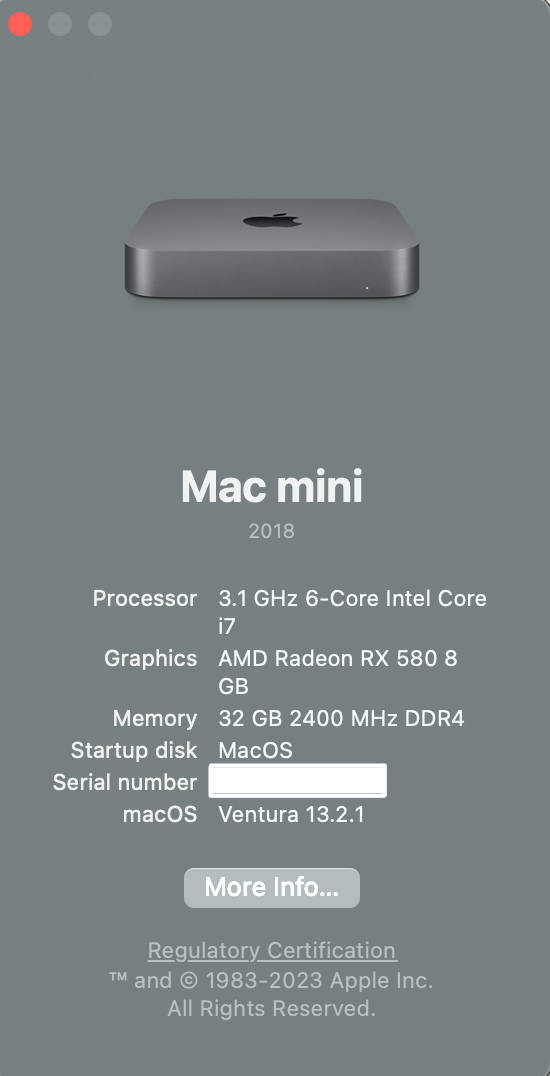 Mac mini
2018
Processor 3.1 GHz 6-Core Intel Core
i7
Graphics AMD Radeon RX 580 8
GB
Memory 32 GB 2400 MHz DDR4
Startup disk MacOS
Serial number
macOS Ventura 13.2.1
More Info...
Regulatory Certification
™ and © 1983-2023 Apple Inc.
All Rights Reserved.